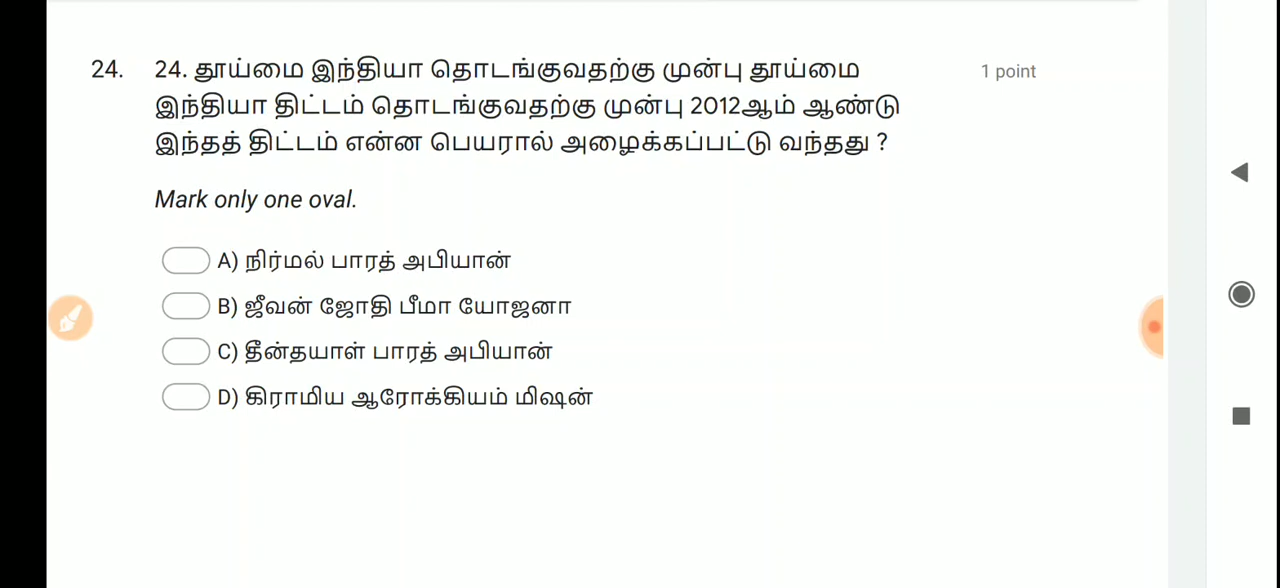 24. 24. தூய்மை இந்தியா தொடங்குவதற்கு முன்பு தூய்மை 1 point
இந்தியா திட்டம் தொடங்குவதற்கு முன்பு 2012ஆம் ஆண்டு
இந்தத் திட்டம் என்ன பெயரால் அழைக்கப்பட்டு வந்தது ?
Mark only one oval.
A) நிர்மல் பாரத் அபியான்
B) ஜீவன் ஜோதி பீமா யோஜனா
C) தீன்தயாள் பாரத் அபியான்
D) கிராமிய ஆரோக்கியம் மிஷன்